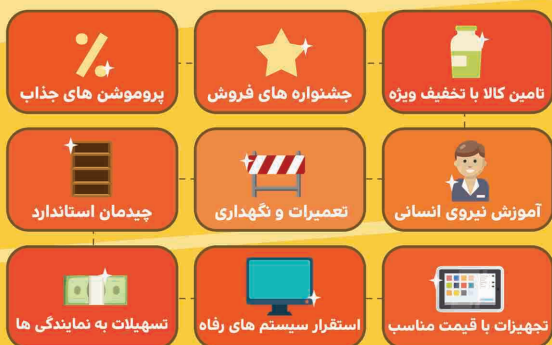 تامین کالا با تخفیف ویژه
جشنواره های فروش
پروموشن های جذاب
آموزش نیروی انسانی
تعمیرات و نگهداری
چیدمان استاندارد
تجهیزات با قیمت مناسب
استقرار سیستم های رفاه
تسهیلات به نمایندگی ها